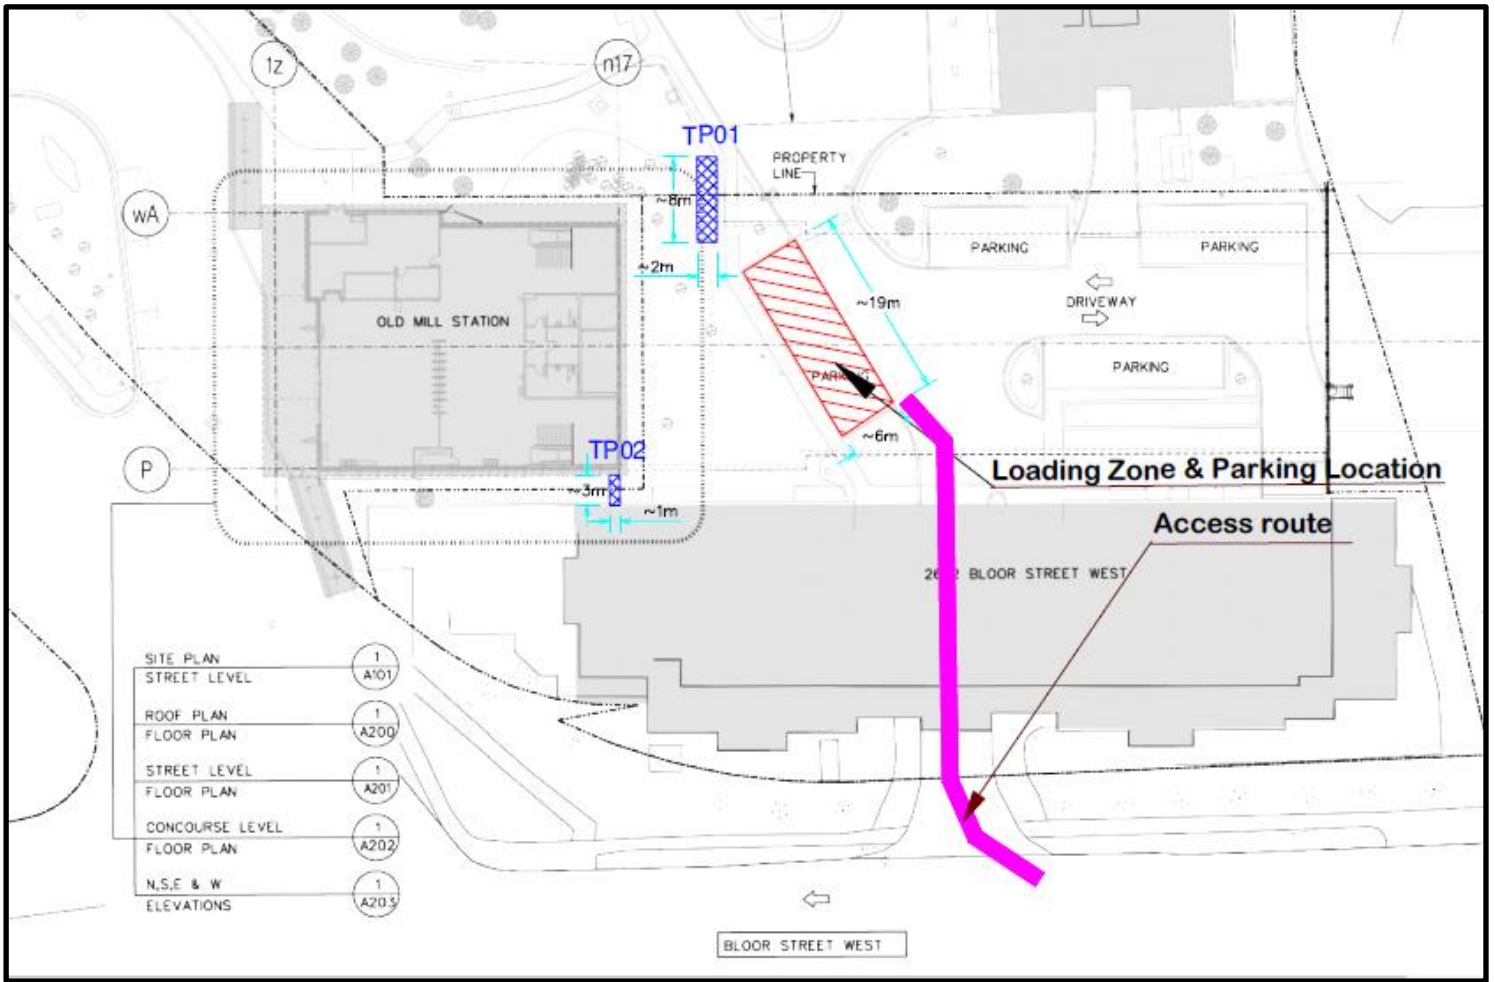 1z
n17
TP01
PROPERTY
LINE
~8m
wA
PARKING
PARKING
~2m
~19m
DRIVEWAY
OLD MILL STATION
PARKING
PARKING
~6m
TP02
P
Loading Zone & Parking Location
~3m
~1m
Access route
BLOOR STREET WEST
SITE PLAN
STREET LEVEL
1
A101
ROOF PLAN
FLOOR PLAN
1
A200
STREET LEVEL
FLOOR PLAN
1
A201
CONCOURSE LEVEL
FLOOR PLAN
1
A202
N,S,E & W
ELEVATIONS
1
A203
BLOOR STREET WEST